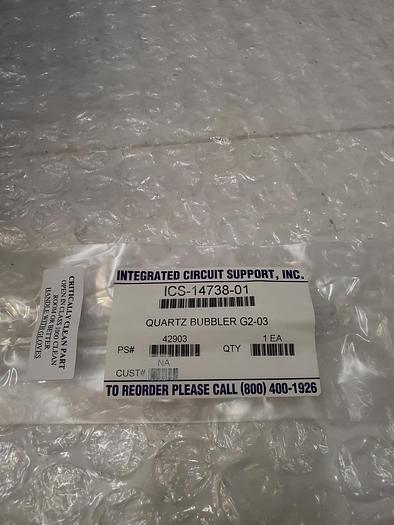 CRITICALLY CLEAN PART
OPEN IN CLASS 1000 CLEAN
ROOM OR BETTER
HANDLE WITH GLOVES
INTEGRATED CIRCUIT SUPPORT, INC.
ICS-14738-01
QUARTZ BUBBLER G2-03
PS# 42903 QTY 1 EA
CUST# NA
TO REORDER PLEASE CALL (800) 400-1926